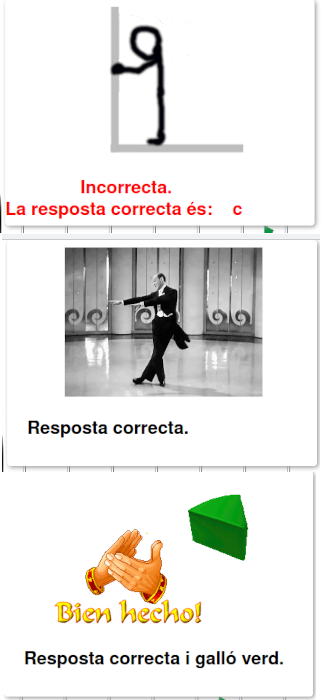 Incorrecta.
La resposta correcta és: c
Resposta correcta.
Bien hecho!
Resposta correcta i galló verd.